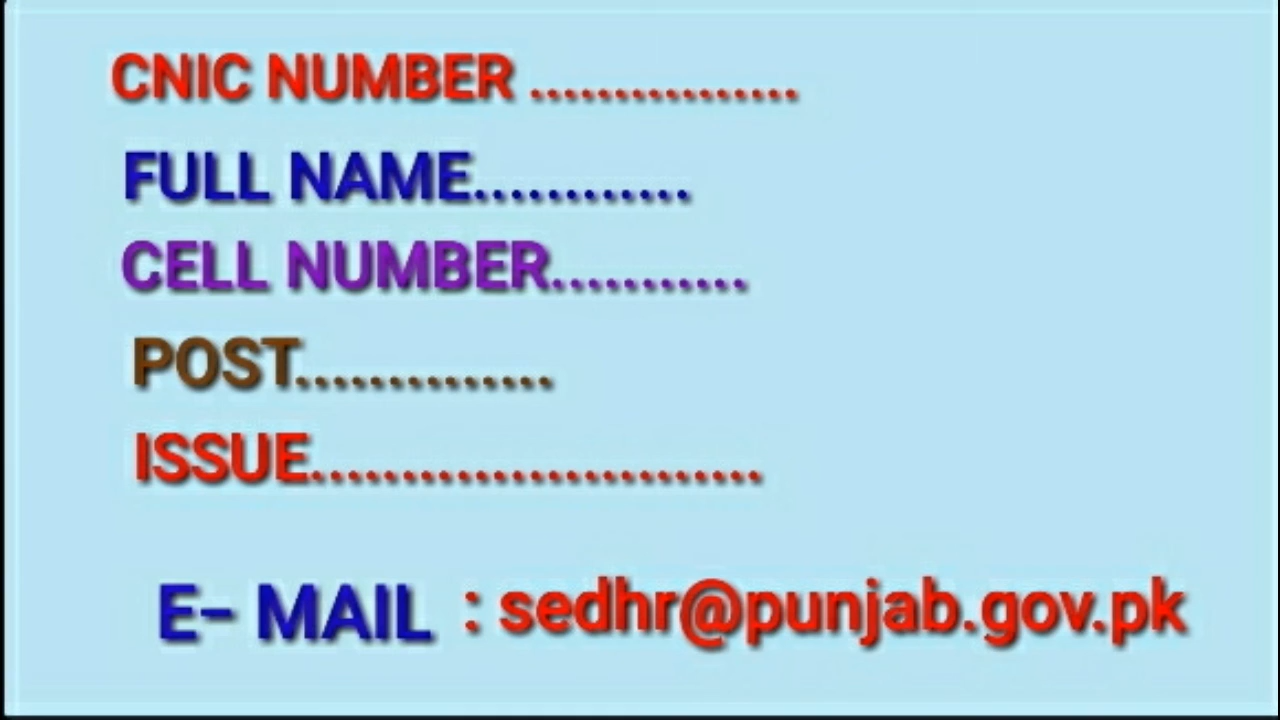 CNIC NUMBER ................
FULL NAME............
CELL NUMBER...........
POST..............
ISSUE.........................
E- MAIL : sedhr@punjab.gov.pk